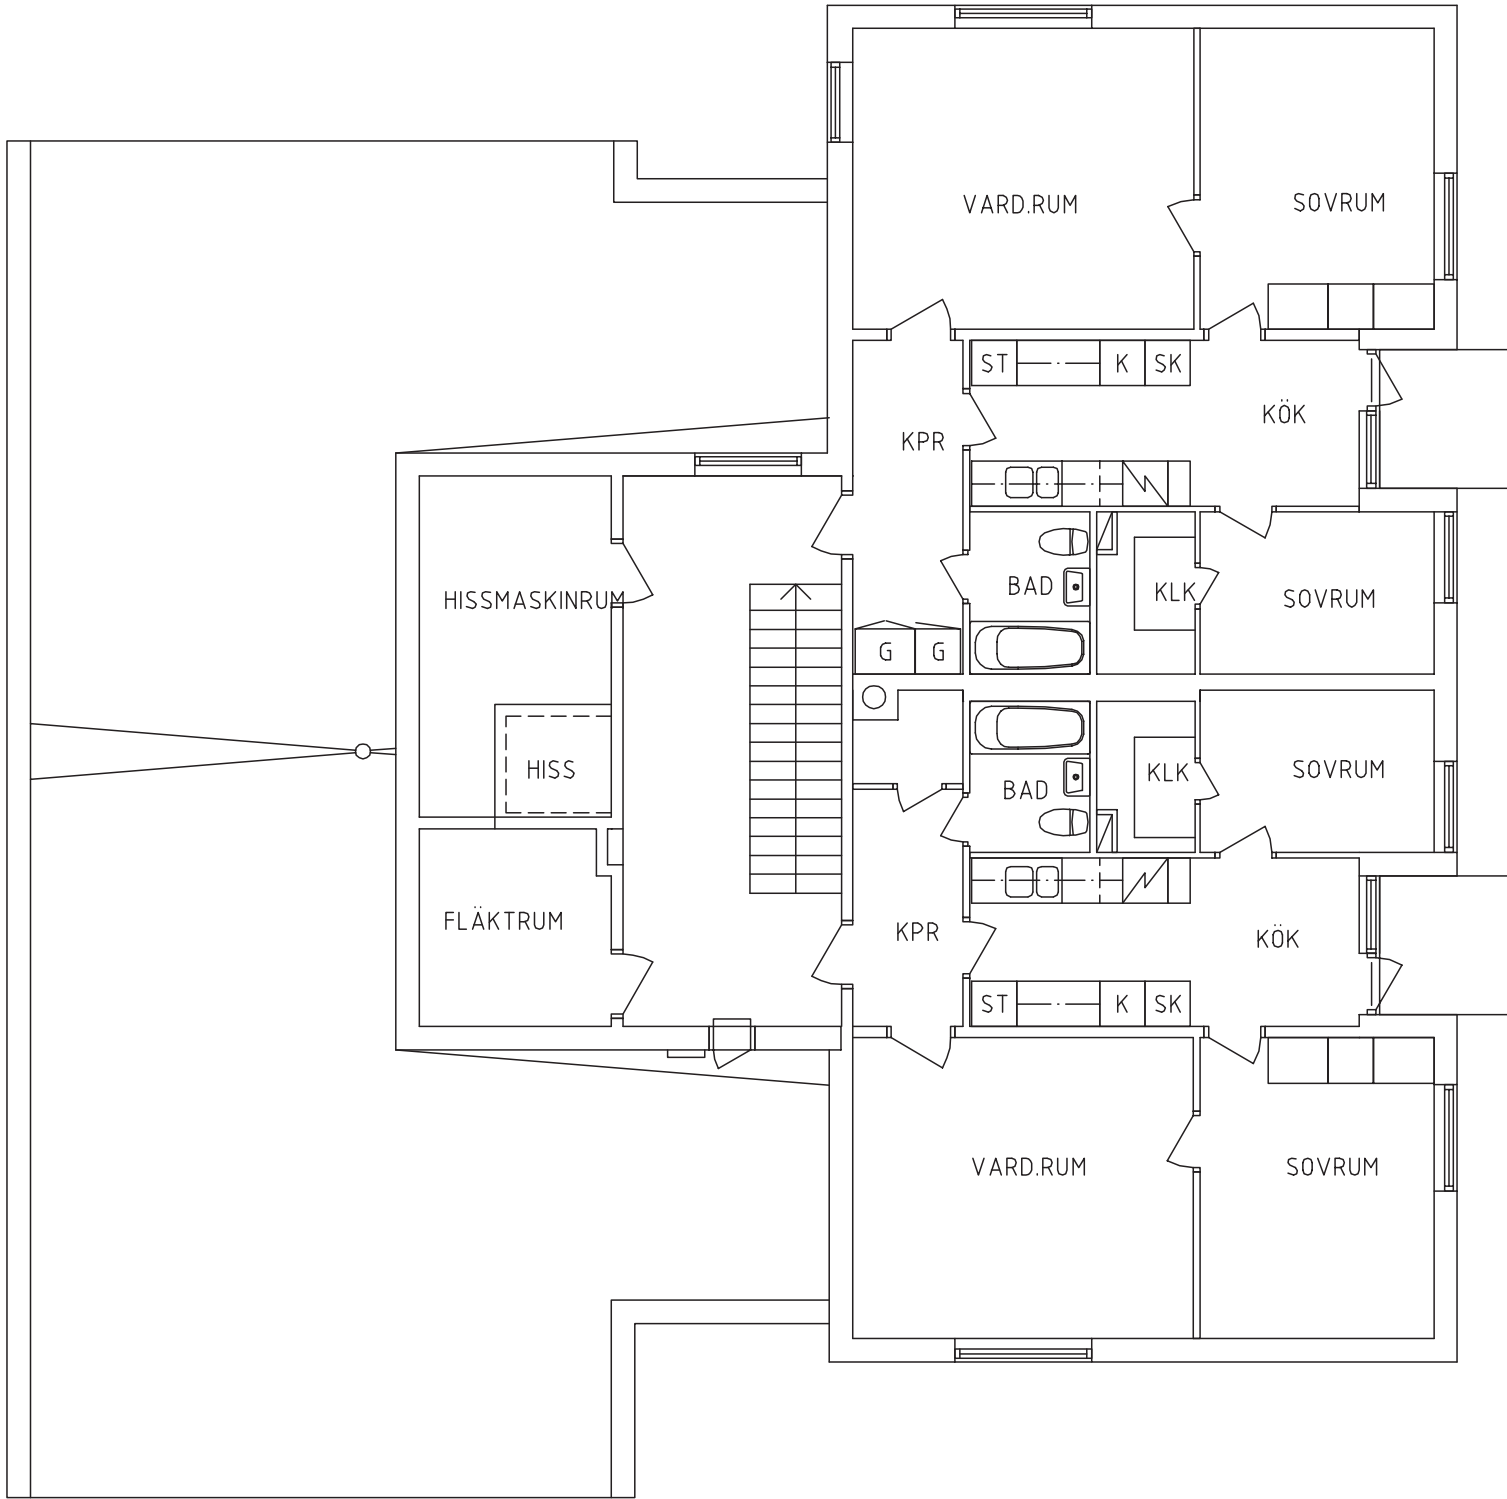 VARD.RUM
SOVRUM
ST
K
SK
KÖK
KPR
HISSMASKINRUM
BAD
KLK
SOVRUM
G
G
HISS
BAD
KLK
SOVRUM
FLÄKTRUM
KPR
KÖK
ST
K
SK
VARD.RUM
SOVRUM